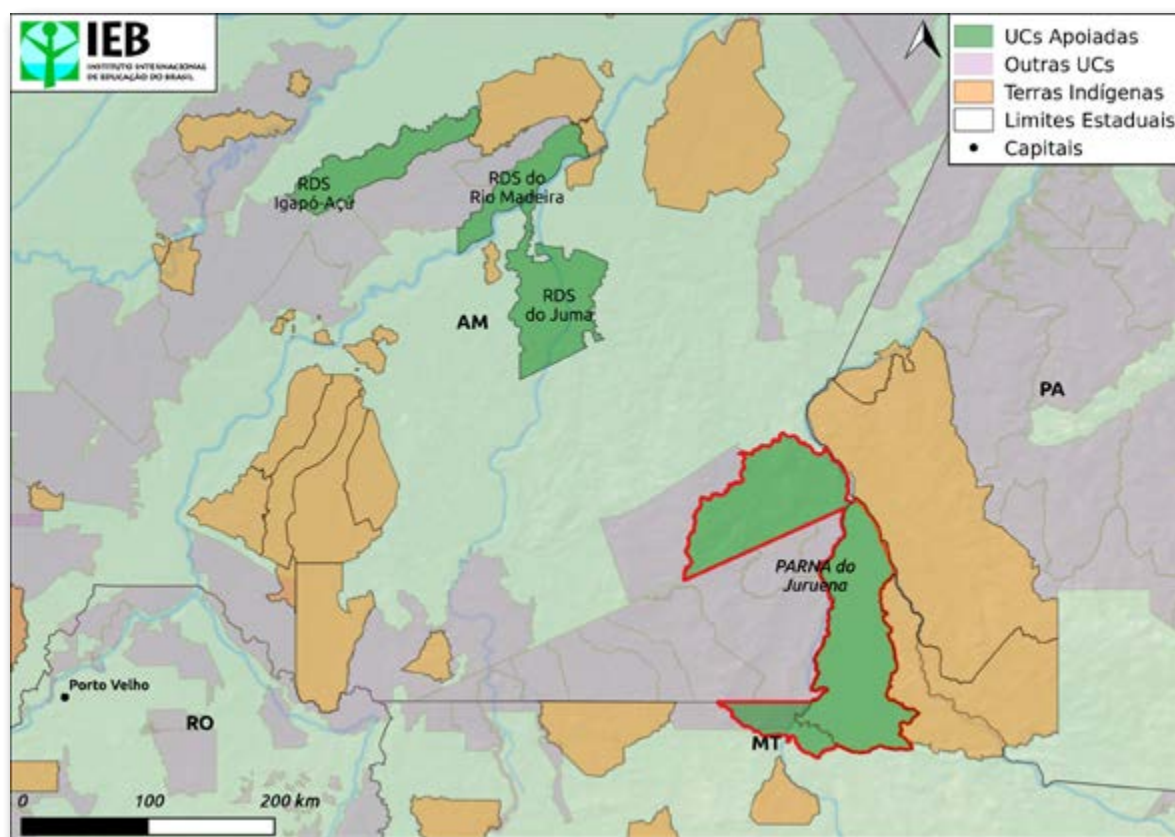 IEB
INSTITUTO INTERNACIONAL
DE EDUCAÇÃO DO BRASIL
UCs Apoiadas
Outras UCs
Terras Indígenas
Limites Estaduais
Capitais
RDS
Igapó-Açu
RDS do
Rio Madeira
RDS
do Juma
AM
PA
PARNA do
Juruena
Porto Velho
RO
MT
0 100 200 km